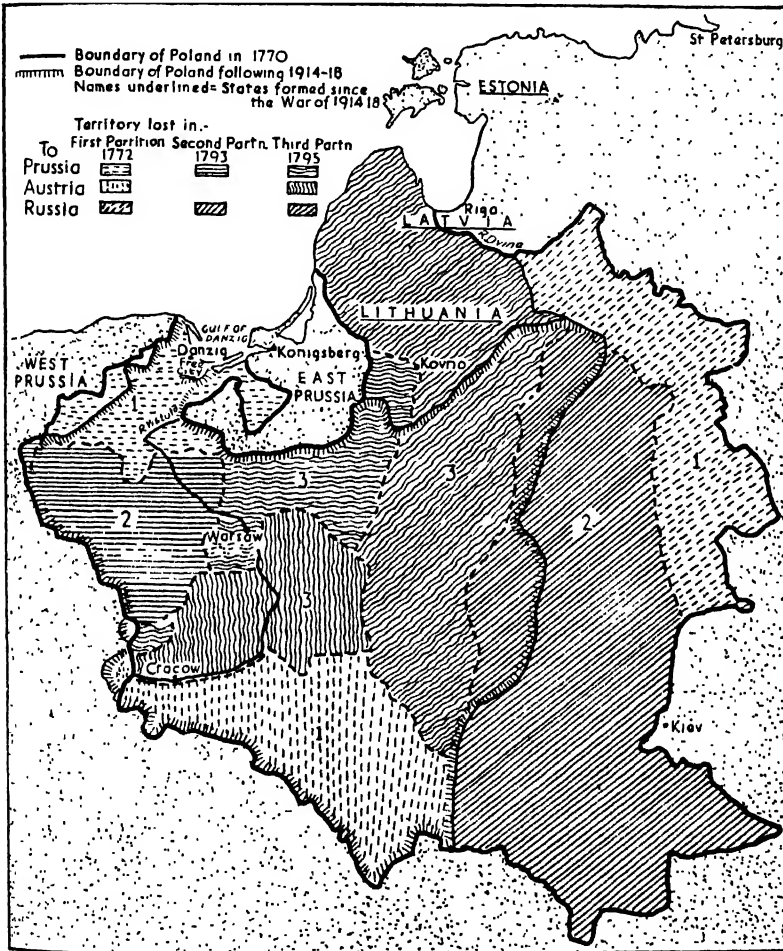 St Petersburg
Boundary of Poland in 1770
Boundary of Poland following 1914-18
Names underlined= States formed since
the War of 1914 18
ESTONIA
Territory lost in.-
To First Partition Second Partn. Third Partn
1772 1793 1795
Prussia
Austria
Russia
Riga
LATVIA
R.Dvina
LITHUANIA
GULF OF
DANZIG
Danzig
Free
Konigsberg
Kovno
WEST
PRUSSIA
EAST
PRUSSIA
1
3
3
1
2
2
Warsaw
3
Cracow
1
Kiav